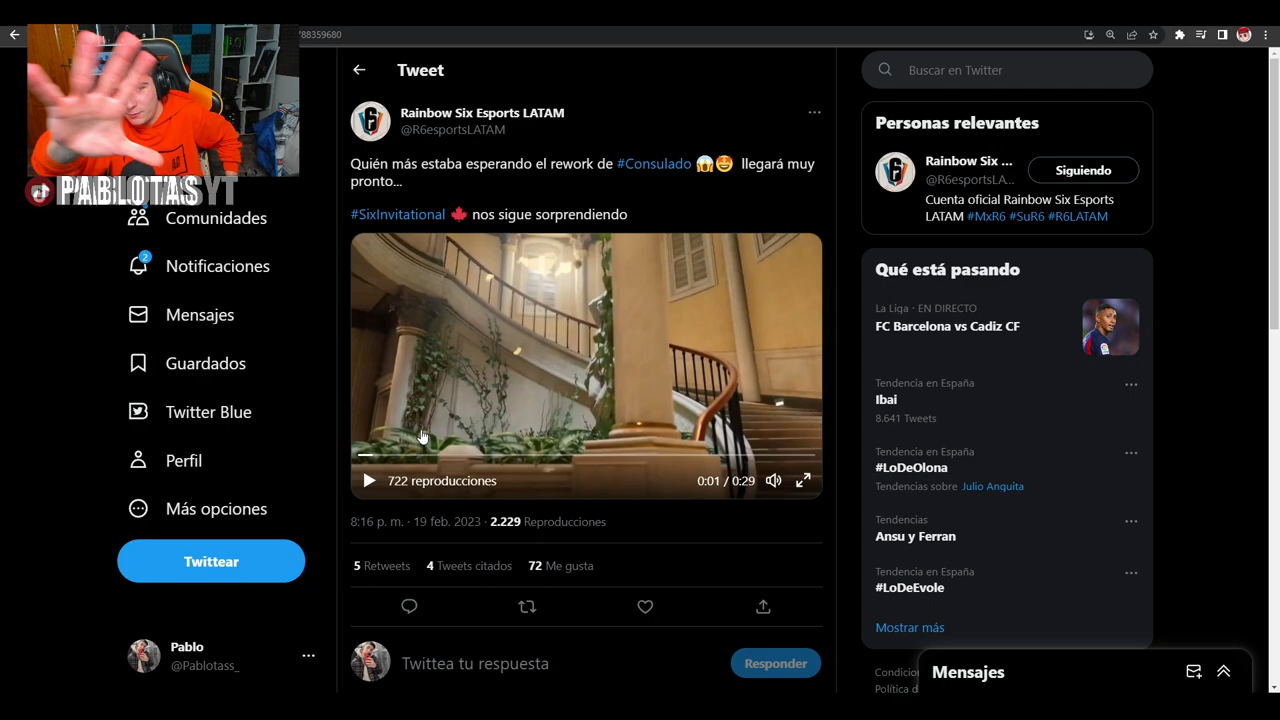 788359680
PABLOTAS
Comunidades
2
Notificaciones
Mensajes
Guardados
Twitter Blue
Perfil
Más opciones
Twittear
Pablo
@Pablotass_
Tweet
Rainbow Six Esports LATAM
@R6esportsLATAM
Quién más estaba esperando el rework de #Consulado 😱🤩 llegará muy
pronto...
#SixInvitational 🍁 nos sigue sorprendiendo
722 reproducciones
0:01 / 0:29
8:16 p. m. · 19 feb. 2023 · 2.229 Reproducciones
5 Retweets 4 Tweets citados 72 Me gusta
Twittea tu respuesta
Responder
Buscar en Twitter
Personas relevantes
Rainbow Six ...
@R6esportsLA...
Siguiendo
Cuenta oficial Rainbow Six Esports
LATAM #MxR6 #SuR6 #R6LATAM
Qué está pasando
La Liga · EN DIRECTO
FC Barcelona vs Cadiz CF
Tendencia en España
Ibai
8.641 Tweets
Tendencia en España
#LoDeOlona
Tendencias sobre Julio Anguita
Tendencias
Ansu y Ferran
Tendencia en España
#LoDeEvole
Mostrar más
Condicion
Política d
Mensajes